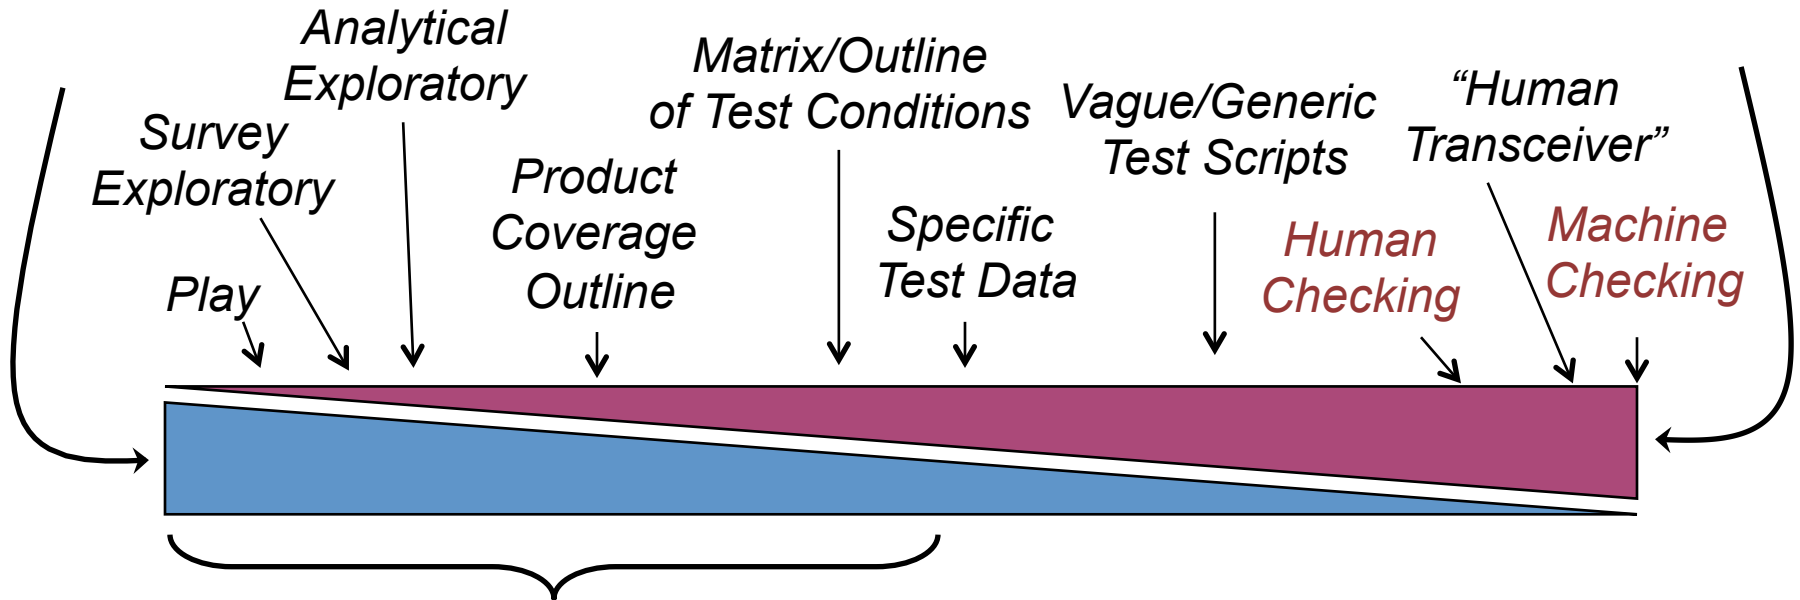 Play
Survey
Exploratory
Analytical
Exploratory
Product
Coverage
Outline
Matrix/Outline
of Test Conditions
Specific
Test Data
Vague/Generic
Test Scripts
Human
Checking
“Human
Transceiver”
Machine
Checking